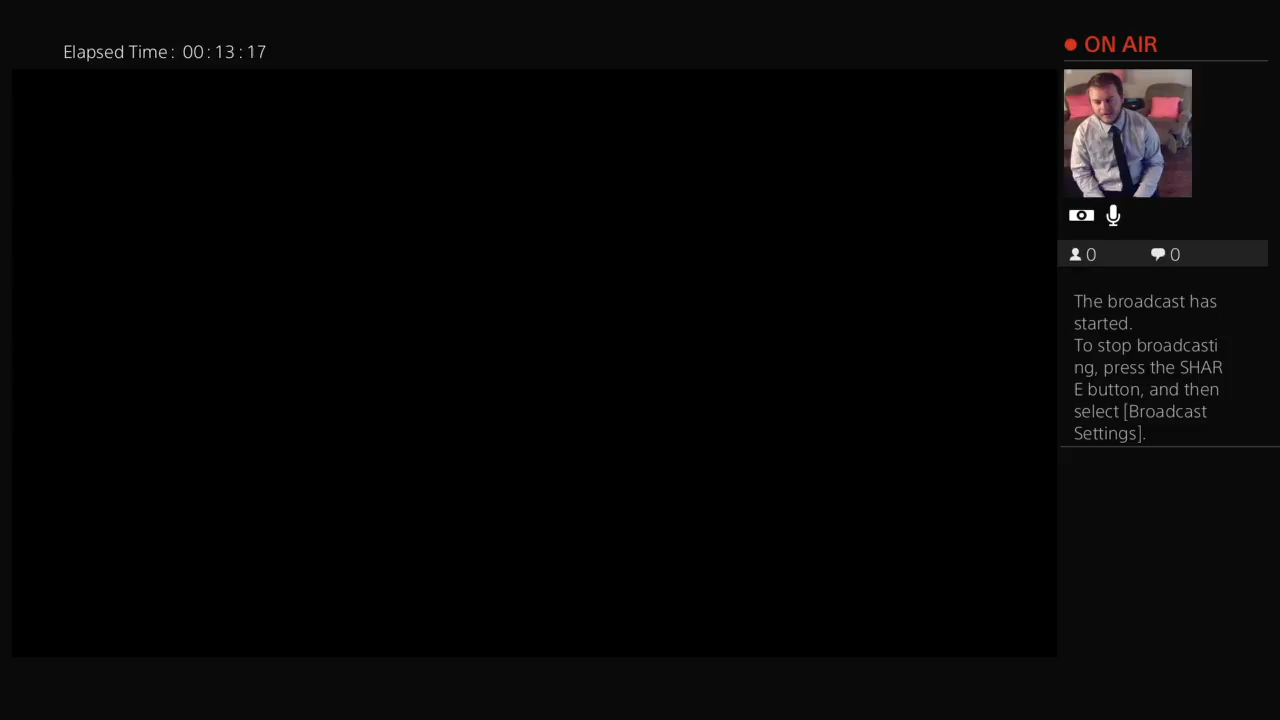 Elapsed Time: 00:13:17
ON AIR
0 0
The broadcast has
started.
To stop broadcasti
ng, press the SHAR
E button, and then
select [Broadcast
Settings].